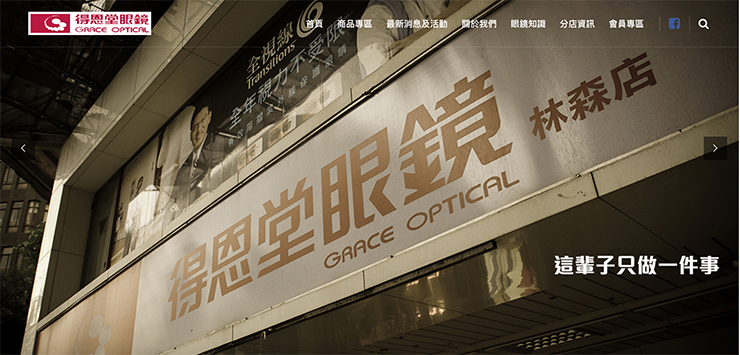 得恩堂眼鏡
GRACE OPTICAL
首頁 商品專區 最新消息及活動 關於我們 眼鏡知識 分店資訊 會員專區
全視線
Transitions
全年視力不受限
得恩堂眼鏡 林森店
GRACE OPTICAL
這輩子只做一件事